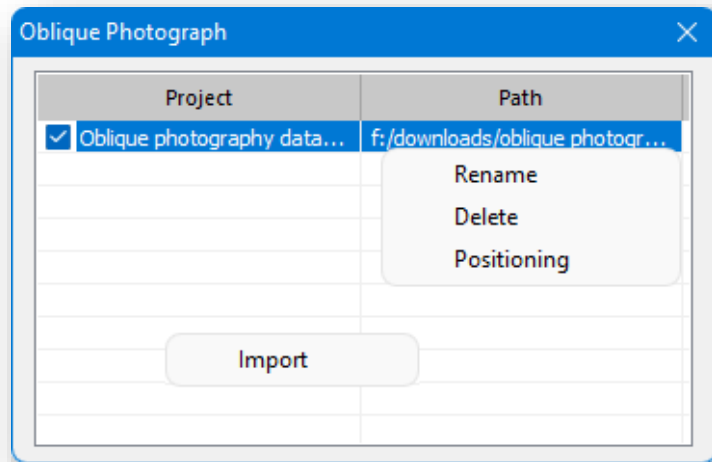 Oblique Photograph
Project Path
Oblique photography data... f:/downloads/oblique photogr...
Rename
Delete
Positioning
Import